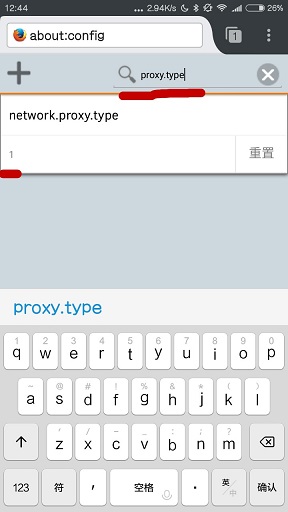 12:44 ... 2.94K/s 26%
about:config 1
proxy.type
network.proxy.type
1 重置
proxy.type
1 2 3 4 5 6 7 8 9 0
q w e r t y u i o p
~ @ # ! % & * ( )
a s d f g h j k l
z x c v b n m
123 符 , 空格 . 英/中 确认